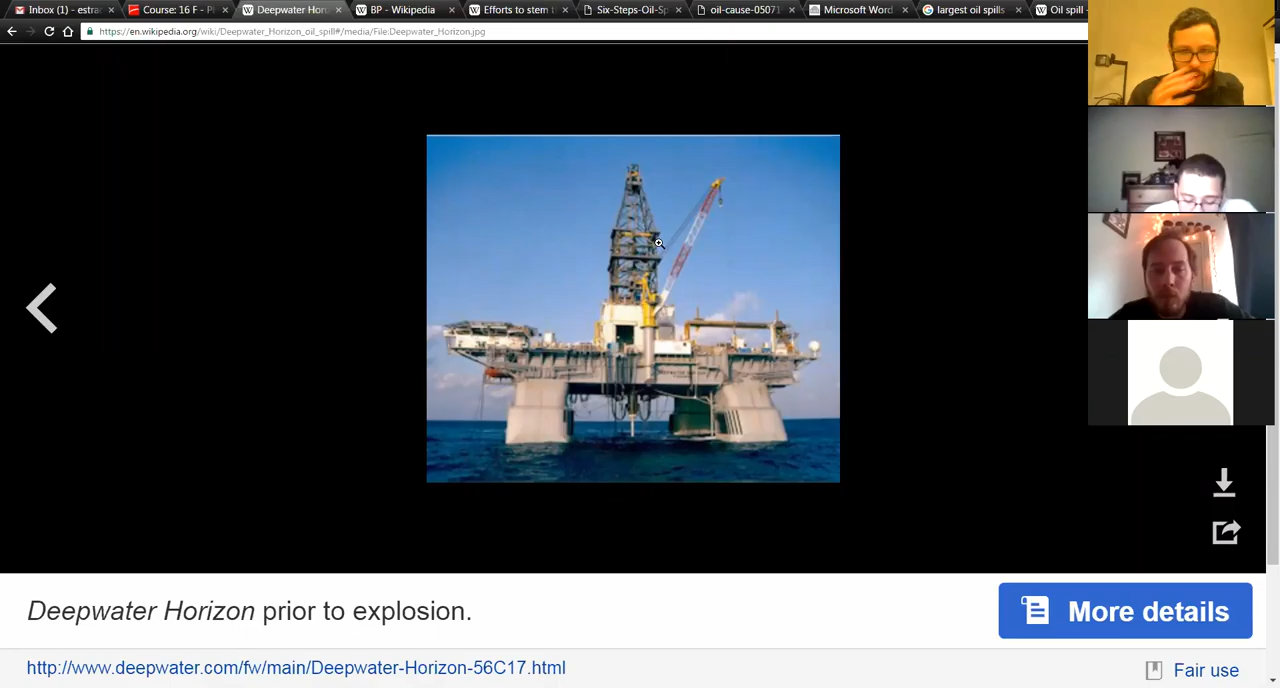 Inbox (1) - estra
Course: 16 F - P
Deepwater Hori
BP - Wikipedia
Efforts to stem t
Six-Steps-Oil-Sp
oil-cause-05071
Microsoft Word
largest oil spills
Oil spill -
https://en.wikipedia.org/wiki/Deepwater_Horizon_oil_spill#/media/File:Deepwater_Horizon.jpg
Deepwater Horizon prior to explosion.
More details
http://www.deepwater.com/fw/main/Deepwater-Horizon-56C17.html
Fair use